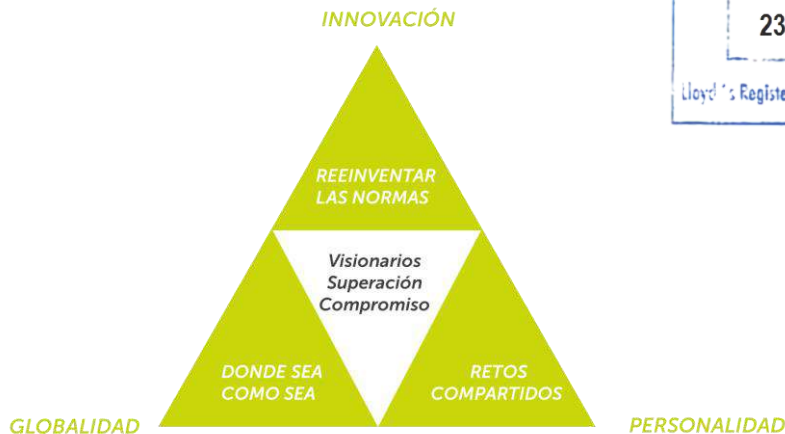 INNOVACIÓN
23
Lloyd's Registe
REEINVENTAR
LAS NORMAS
Visionarios
Superación
Compromiso
DONDE SEA
COMO SEA
RETOS
COMPARTIDOS
GLOBALIDAD
PERSONALIDAD